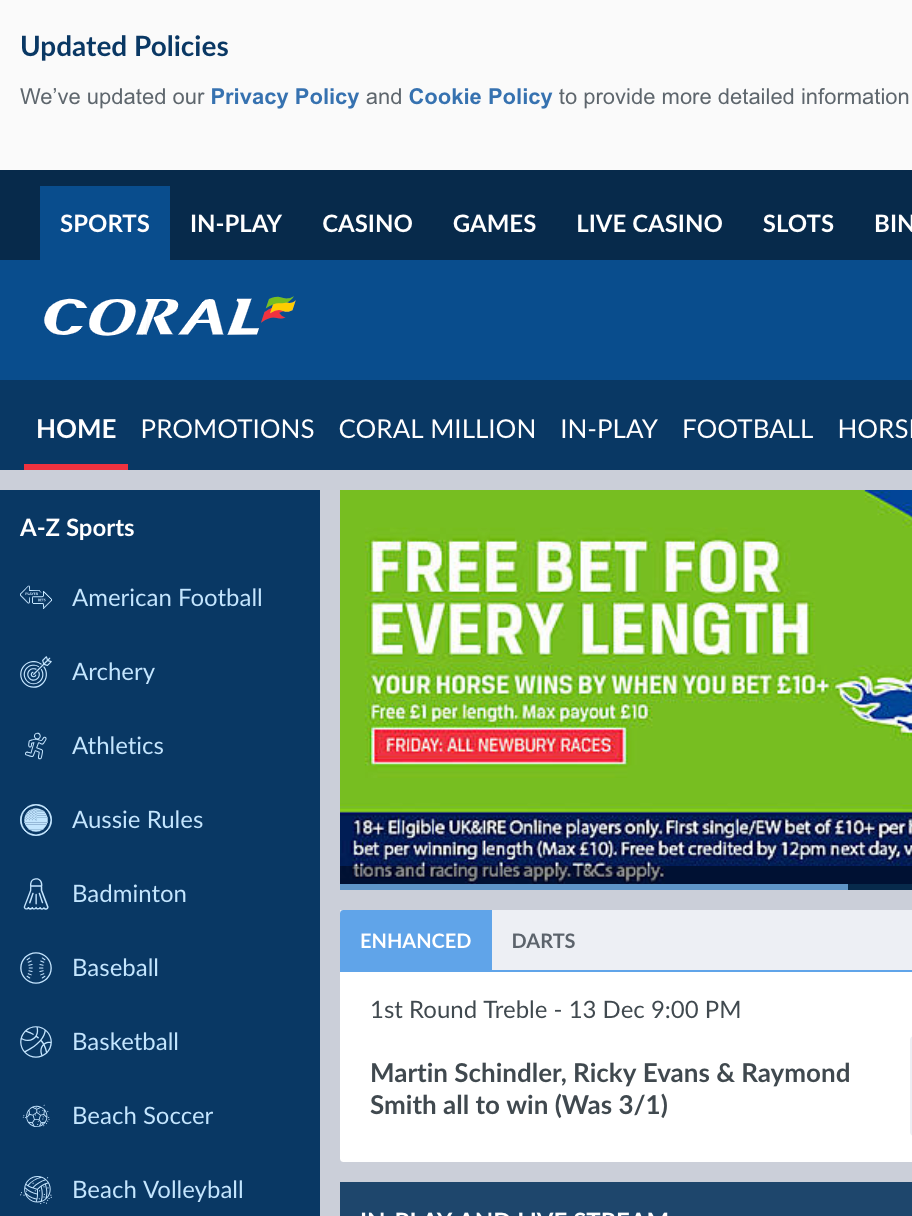 Updated Policies
We've updated our Privacy Policy and Cookie Policy to provide more detailed information
SPORTS IN-PLAY CASINO GAMES LIVE CASINO SLOTS BIN
CORAL
HOME PROMOTIONS CORAL MILLION IN-PLAY FOOTBALL HORS
A-Z Sports
American Football
Archery
Athletics
Aussie Rules
Badminton
Baseball
Basketball
Beach Soccer
Beach Volleyball
FREE BET FOR
EVERY LENGTH
YOUR HORSE WINS BY WHEN YOU BET £10+
Free £1 per length. Max payout £10
FRIDAY: ALL NEWBURY RACES
18+ Eligible UK&IRE Online players only. First single/EW bet of £10+ per
bet per winning length (Max £10). Free bet credited by 12pm next day,
tions and racing rules apply. T&Cs apply.
ENHANCED DARTS
1st Round Treble - 13 Dec 9:00 PM
Martin Schindler, Ricky Evans & Raymond
Smith all to win (Was 3/1)
IN-PLAY AND LIVE STREAM